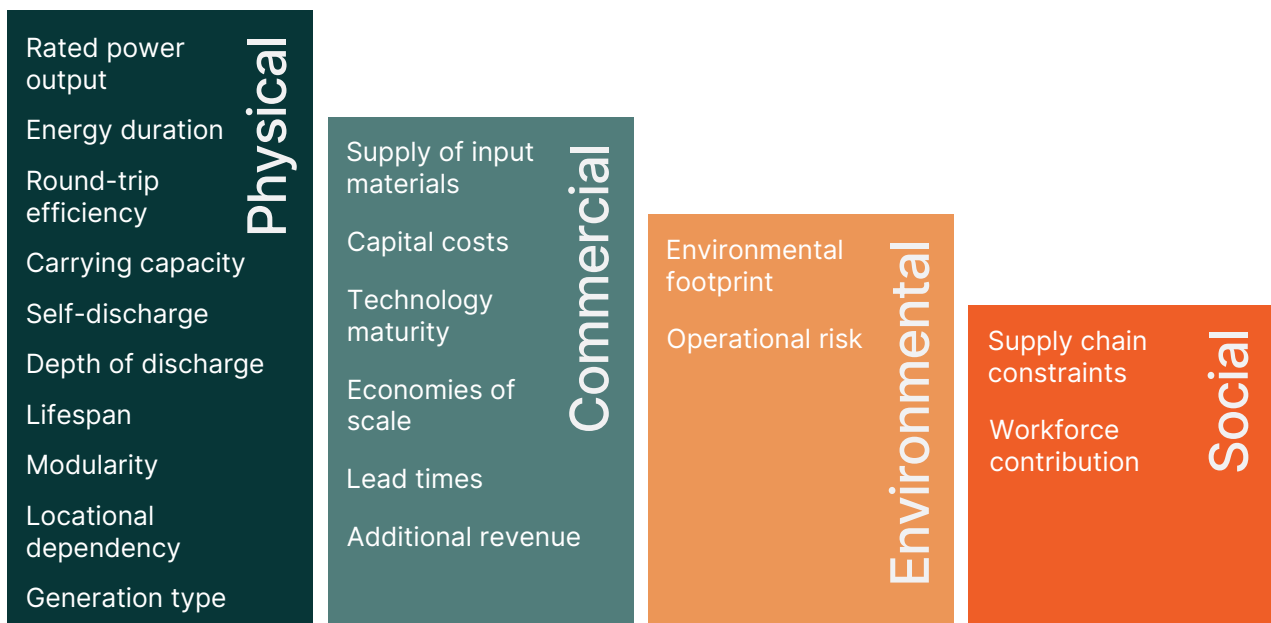 Physical
Rated power
output
Energy duration
Round-trip
efficiency
Carrying capacity
Self-discharge
Depth of discharge
Lifespan
Modularity
Locational
dependency
Generation type
Commercial
Supply of input
materials
Capital costs
Technology
maturity
Economies of
scale
Lead times
Additional revenue
Environmental
Environmental
footprint
Operational risk
Social
Supply chain
constraints
Workforce
contribution